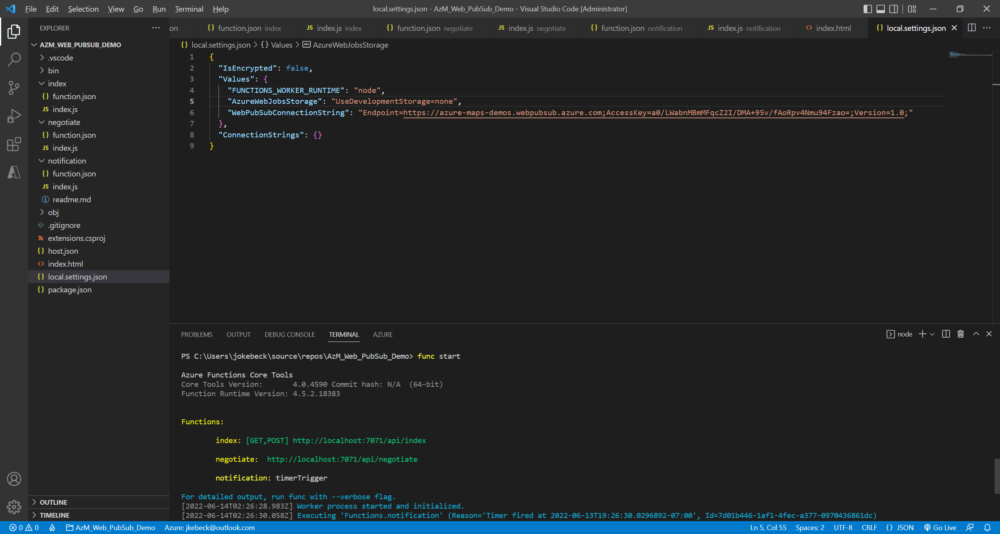 File Edit Selection View Go Run Terminal Help
local.settings.json - AzM_Web_PubSub_Demo - Visual Studio Code [Administrator]
EXPLORER
on
function.json index
index.js index
function.json negotiate
index.js negotiate
function.json notification
index.js notification
index.html
local.settings.json
local.settings.json > {} Values > AzureWebJobsStorage
AZM_WEB_PUBSUB_DEMO
.vscode
bin
index
function.json
index.js
negotiate
function.json
index.js
notification
function.json
index.js
readme.md
obj
.gitignore
extensions.csproj
host.json
index.html
local.settings.json
package.json
OUTLINE
TIMELINE
1 {
2 "IsEncrypted": false,
3 "Values": {
4 "FUNCTIONS_WORKER_RUNTIME": "node",
5 "AzureWebJobsStorage": "UseDevelopmentStorage=none",
6 "WebPubSubConnectionString": "Endpoint=https://azure-maps-demos.webpubsub.azure.com;AccessKey=a0/LWabnMBmMFqcZ2I/DMA+95v/fAoRpv4Nmu94Fzao=;Version=1.0;"
7 },
8 "ConnectionStrings": {}
9 }
PROBLEMS OUTPUT DEBUG CONSOLE TERMINAL AZURE
node
PS C:\Users\jokebeck\source\repos\AzM_Web_PubSub_Demo> func start
Azure Functions Core Tools
Core Tools Version: 4.0.4590 Commit hash: N/A (64-bit)
Function Runtime Version: 4.5.2.18383
Functions:
index: [GET,POST] http://localhost:7071/api/index
negotiate: http://localhost:7071/api/negotiate
notification: timerTrigger
For detailed output, run func with --verbose flag.
[2022-06-14T02:26:28.983Z] Worker process started and initialized.
[2022-06-14T02:26:30.058Z] Executing 'Functions.notification' (Reason='Timer fired at 2022-06-13T19:26:30.0296892-07:00', Id=7d01b446-1af1-4fec-a377-0970436861dc)
0 0 AzM_Web_PubSub_Demo Azure: jkebeck@outlook.com Ln 5, Col 55 Spaces: 2 UTF-8 CRLF {} JSON Go Live